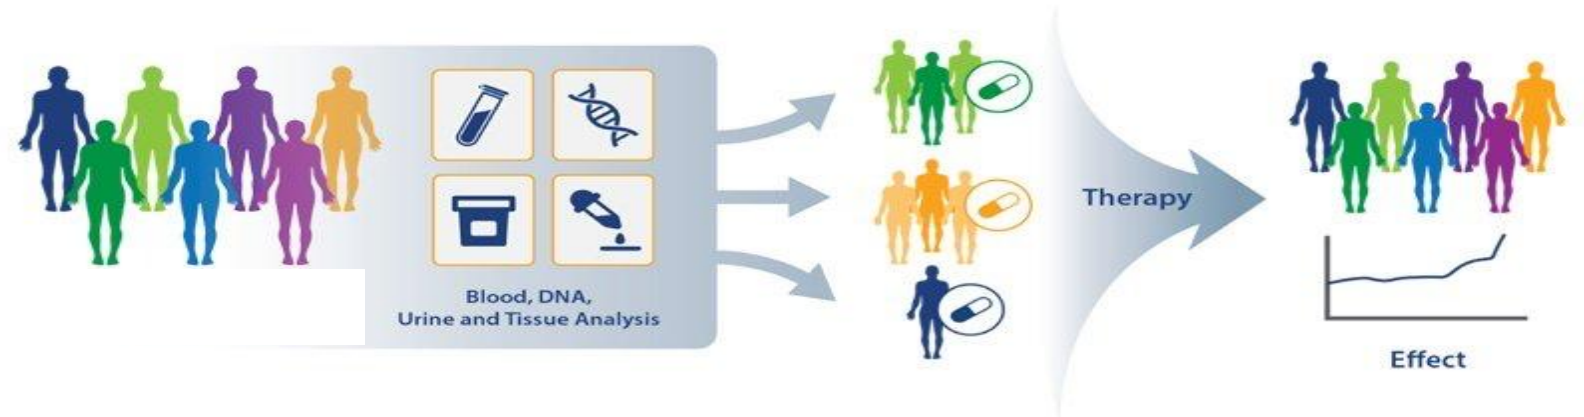 Blood, DNA,
Urine and Tissue Analysis
Therapy
Effect